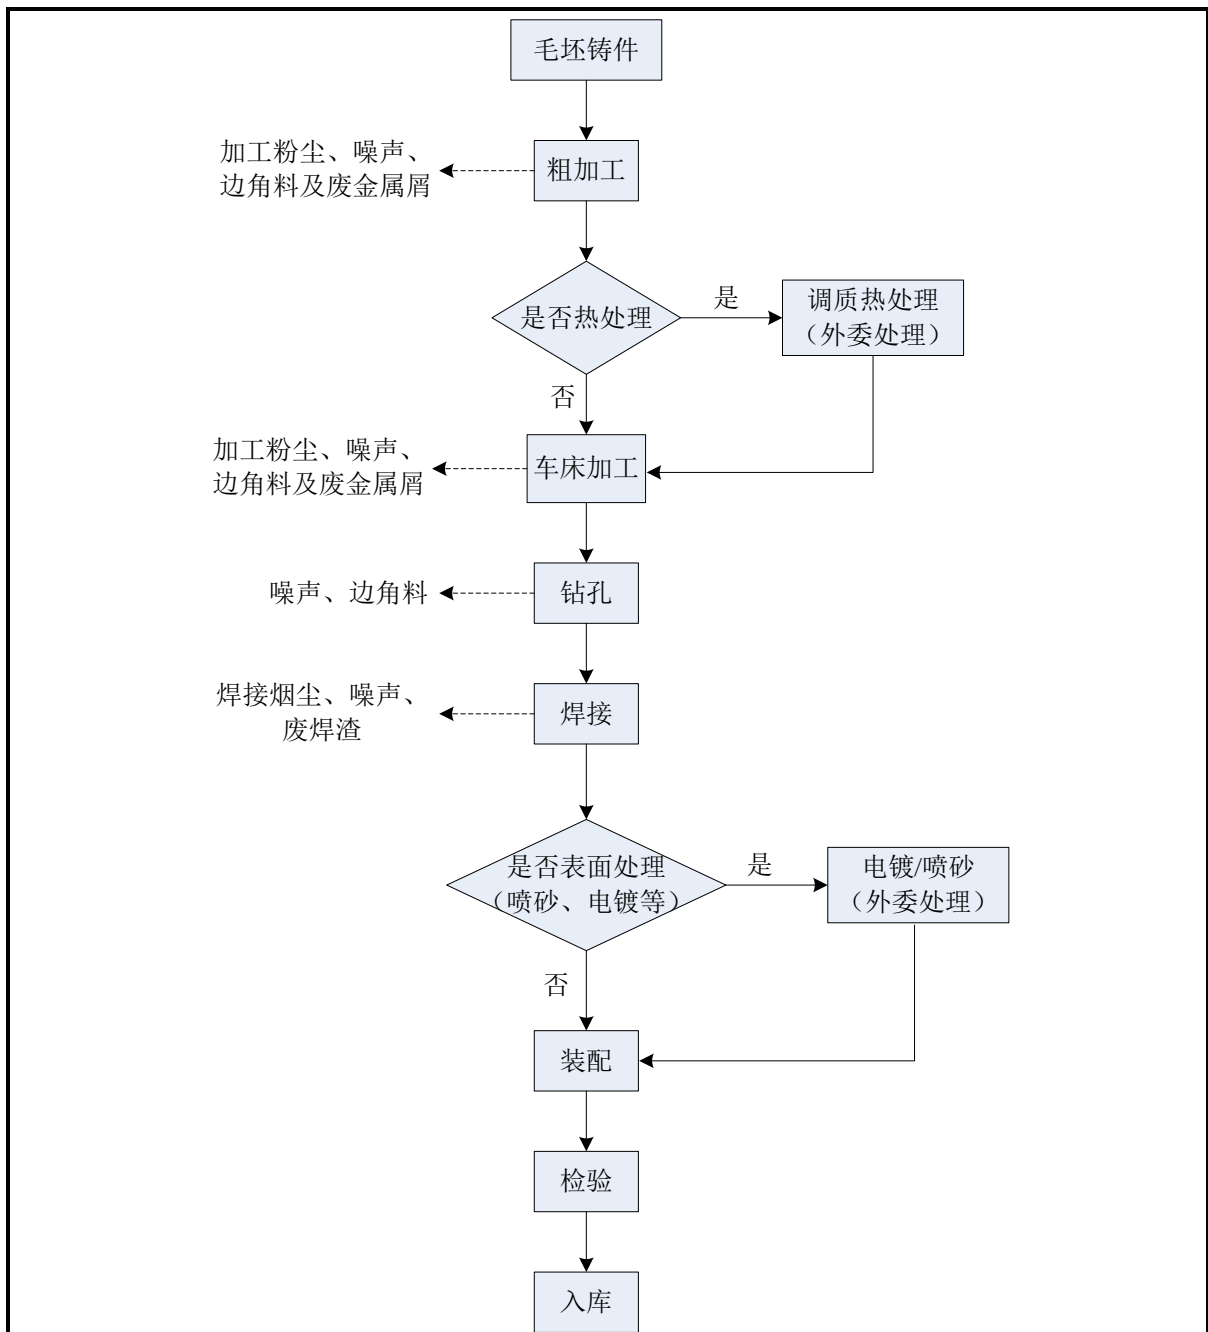 毛坯铸件
加工粉尘、噪声、
边角料及废金属屑
粗加工
是否热处理
是
调质热处理
（外委处理）
否
加工粉尘、噪声、
边角料及废金属屑
车床加工
噪声、边角料
钻孔
焊接烟尘、噪声、
废焊渣
焊接
是否表面处理
（喷砂、电镀等）
是
电镀/喷砂
（外委处理）
否
装配
检验
入库